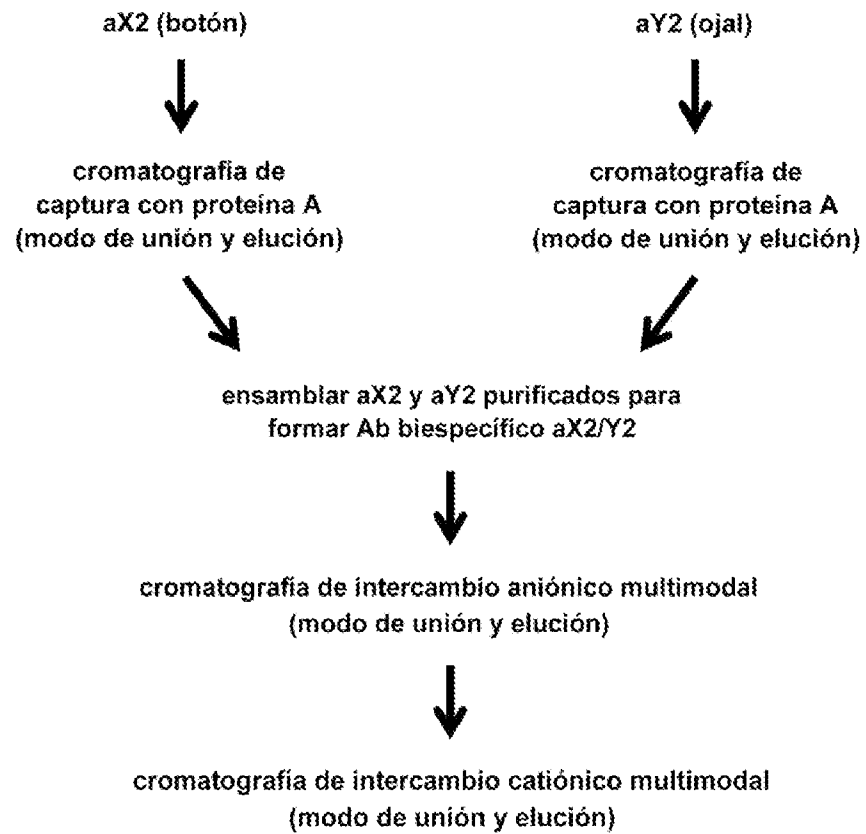 aX2 (botón)
aY2 (ojal)
cromatografía de
captura con proteína A
(modo de unión y elución)
cromatografía de
captura con proteína A
(modo de unión y elución)
ensamblar aX2 y aY2 purificados para
formar Ab biespecífico aX2/Y2
cromatografía de intercambio aniónico multimodal
(modo de unión y elución)
cromatografía de intercambio catiónico multimodal
(modo de unión y elución)